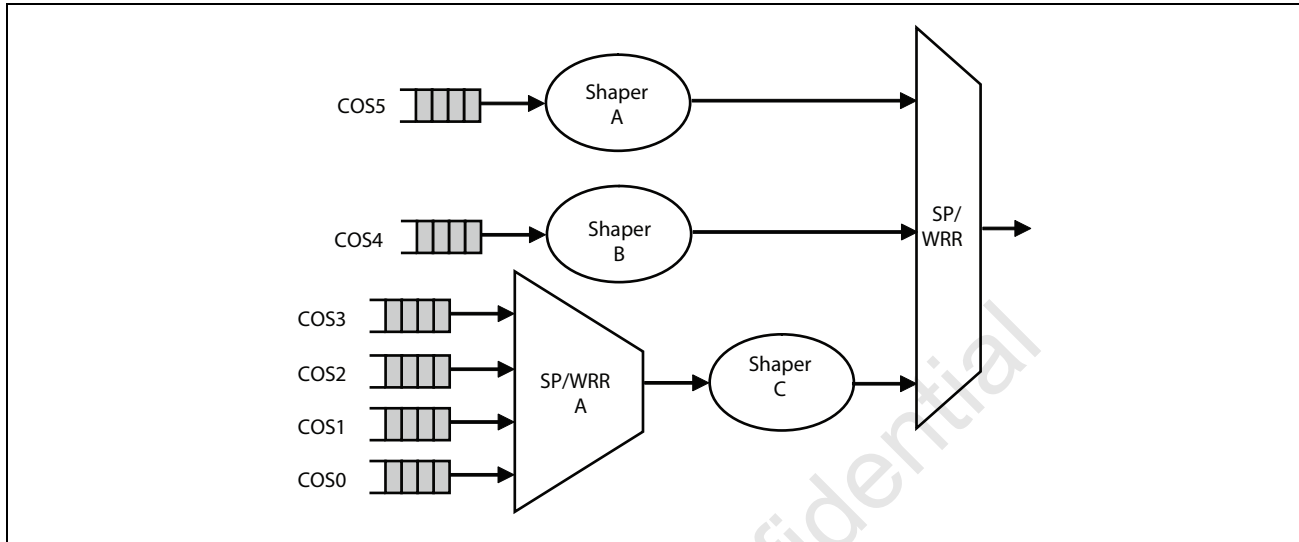 COS5
Shaper
A
COS4
Shaper
B
SP/
WRR
COS3
COS2
COS1
COS0
SP/WRR
A
Shaper
C